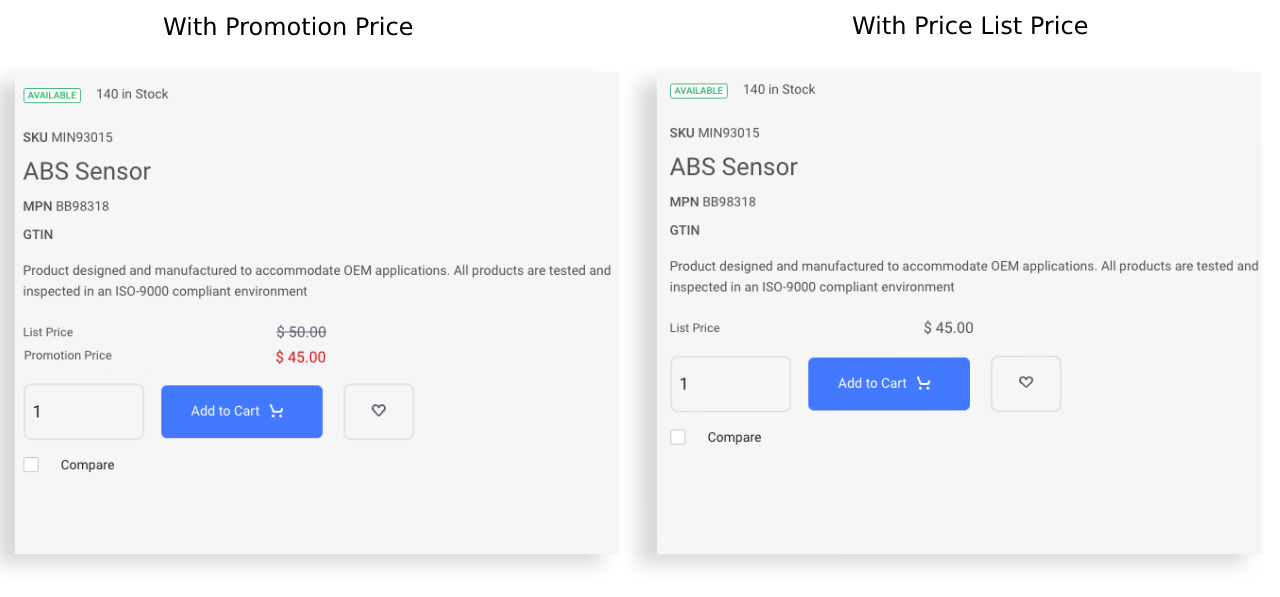 With Promotion Price
AVAILABLE 140 in Stock
SKU MIN93015
ABS Sensor
MPN BB98318
GTIN
Product designed and manufactured to accommodate OEM applications. All products are tested and
inspected in an ISO-9000 compliant environment
List Price $ 50.00
Promotion Price $ 45.00
1 Add to Cart
Compare
With Price List Price
AVAILABLE 140 in Stock
SKU MIN93015
ABS Sensor
MPN BB98318
GTIN
Product designed and manufactured to accommodate OEM applications. All products are tested and
inspected in an ISO-9000 compliant environment
List Price $ 45.00
1 Add to Cart
Compare